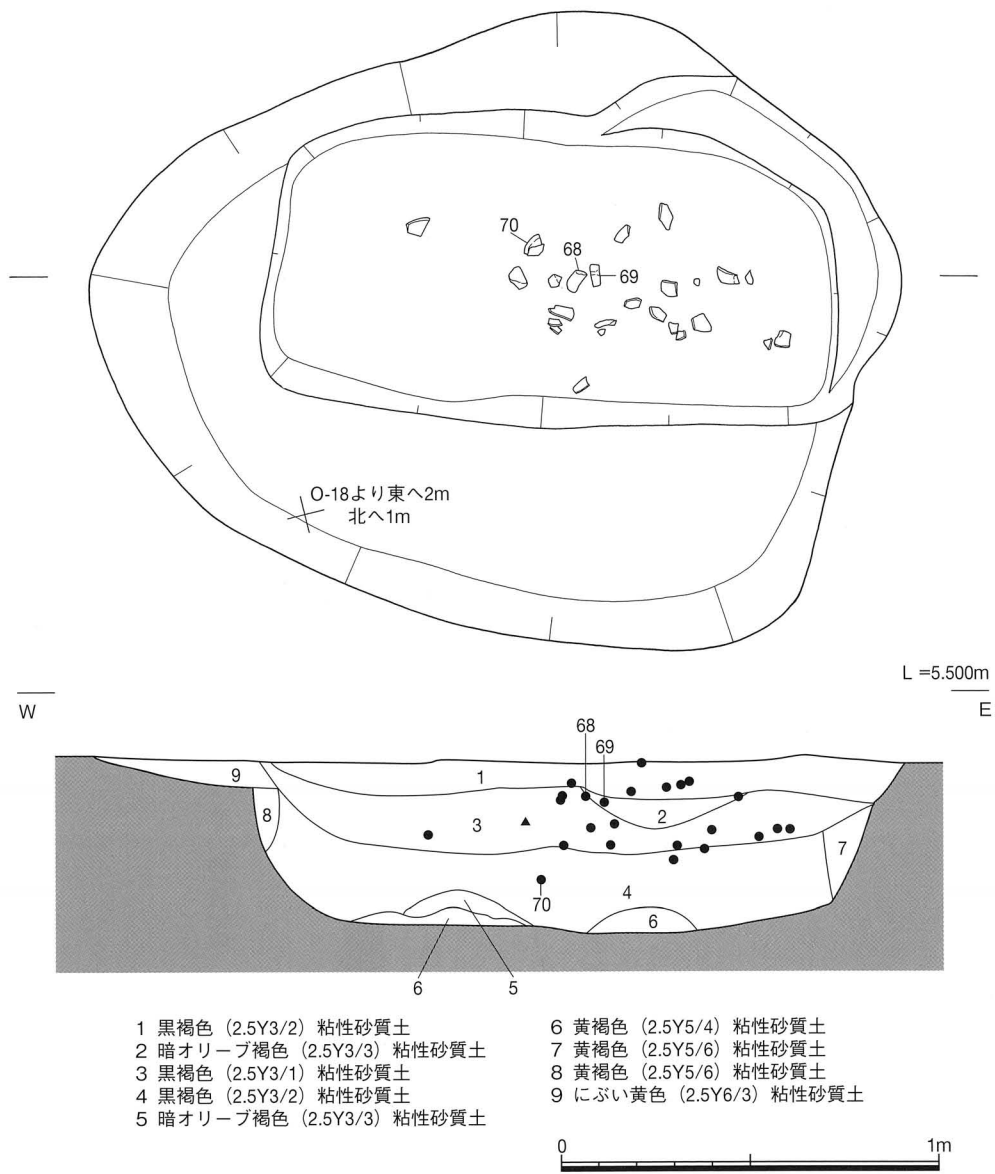 70
68
69
O-18より東へ2m
北へ1m
L =5.500m
W
E
68
69
1
9
2
8
3
7
4
70
6
6
5
1 黒褐色 (2.5Y3/2) 粘性砂質土
2 暗オリーブ褐色 (2.5Y3/3) 粘性砂質土
3 黒褐色 (2.5Y3/1) 粘性砂質土
4 黒褐色 (2.5Y3/2) 粘性砂質土
5 暗オリーブ褐色 (2.5Y3/3) 粘性砂質土
6 黄褐色 (2.5Y5/4) 粘性砂質土
7 黄褐色 (2.5Y5/6) 粘性砂質土
8 黄褐色 (2.5Y5/6) 粘性砂質土
9 にぶい黄色 (2.5Y6/3) 粘性砂質土
0
1m